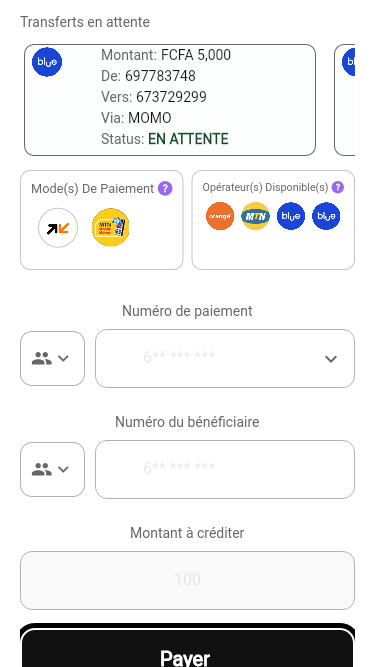 Transferts en attente
blue
Montant: FCFA 5,000
De: 697783748
Vers: 673729299
Via: MOMO
Status: EN ATTENTE
Mode(s) De Paiement ?
Opérateur(s) Disponible(s) ?
orange MTN blue blue
Numéro de paiement
6** *** ***
Numéro du bénéficiaire
6** *** ***
Montant à créditer
100
Payer